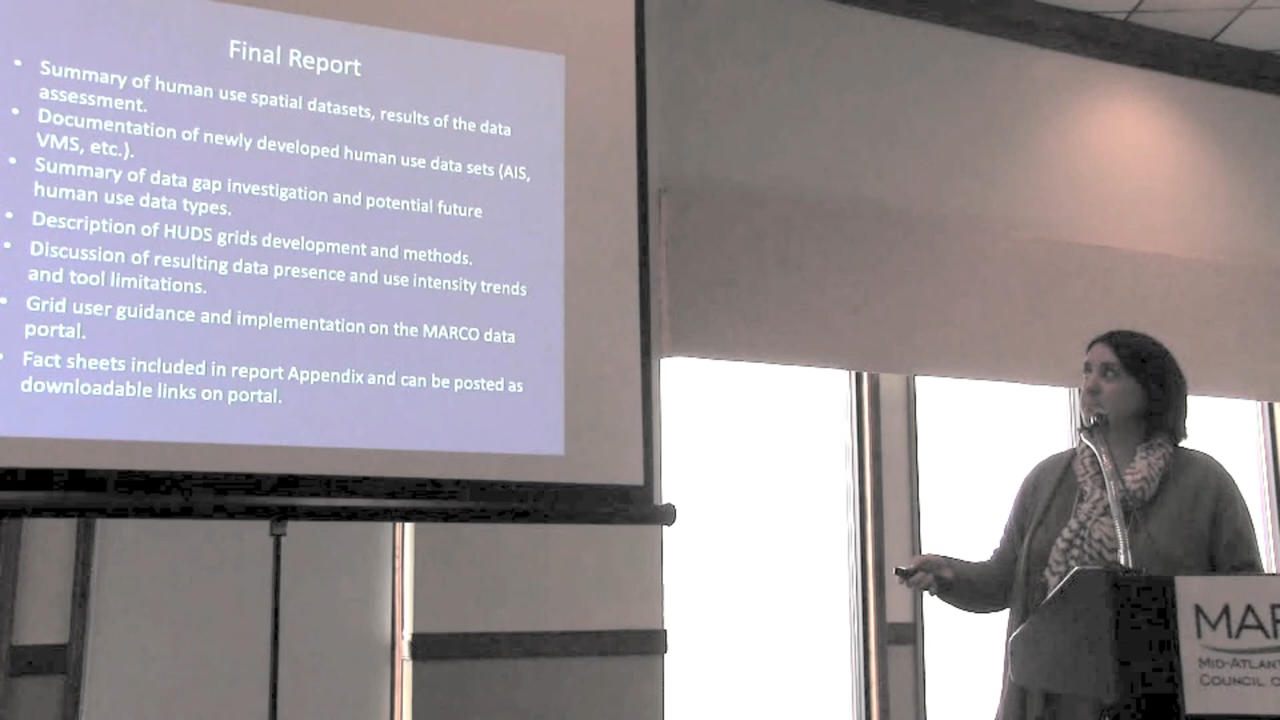 Final Report
• Summary of human use spatial datasets, results of the data
assessment.
• Documentation of newly developed human use data sets (AIS,
VMS, etc.).
• Summary of data gap investigation and potential future
human use data types.
• Description of HUDS grids development and methods.
• Discussion of resulting data presence and use intensity trends
and tool limitations.
• Grid user guidance and implementation on the MARCO data
portal.
• Fact sheets included in report Appendix and can be posted as
downloadable links on portal.
MAR
MID-ATLANT
COUNCIL O